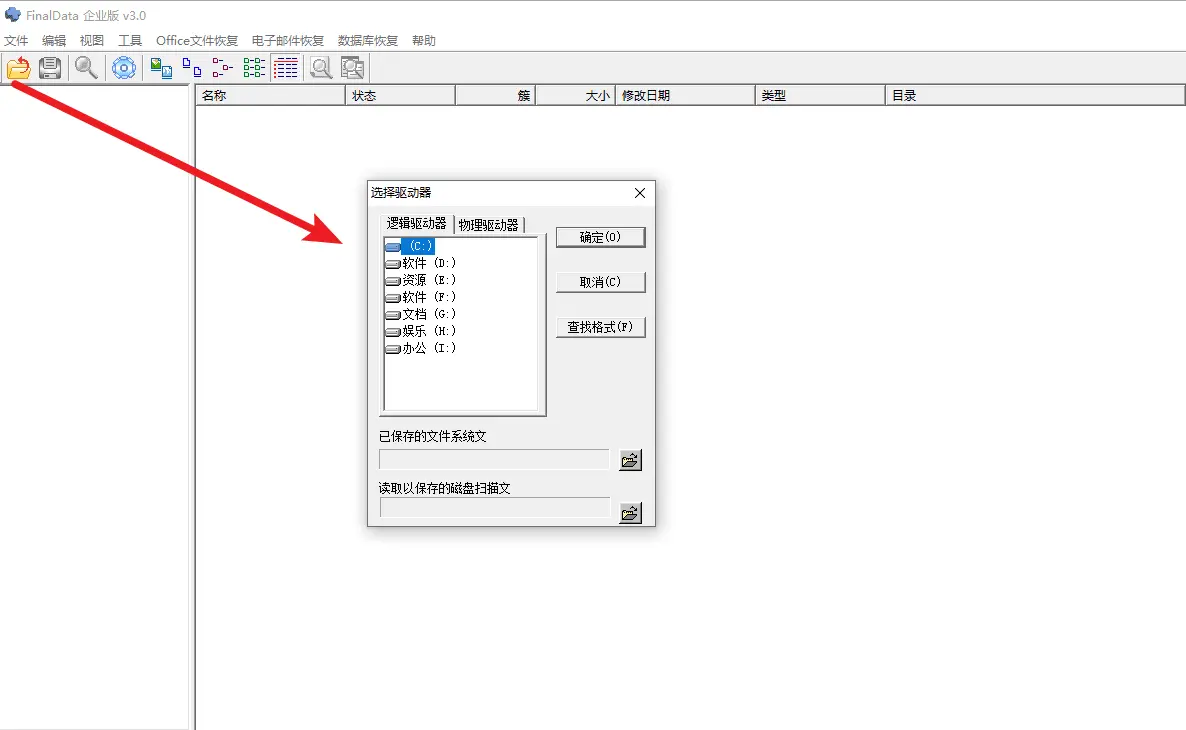 FinalData 企业版 v3.0
文件 编辑 视图 工具 Office文件恢复 电子邮件恢复 数据库恢复 帮助
名称 状态 簇 大小 修改日期 类型 目录
选择驱动器
逻辑驱动器 物理驱动器
(C:)
软件 (D:)
资源 (E:)
软件 (F:)
文档 (G:)
娱乐 (H:)
办公 (I:)
确定(O)
取消(C)
查找格式(F)
已保存的文件系统文
读取以保存的磁盘扫描文